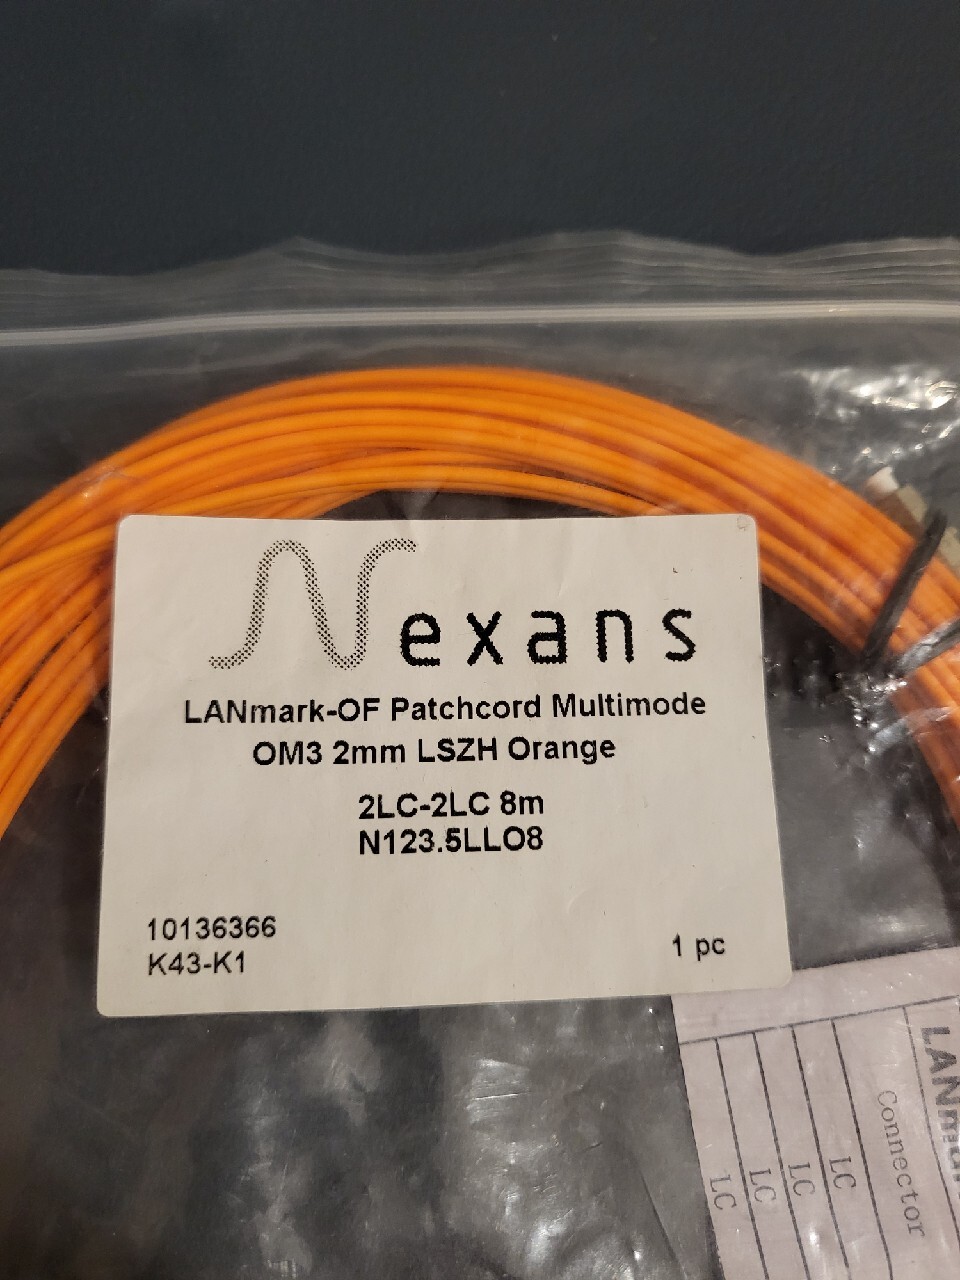 Nexans
LANmark-OF Patchcord Multimode
OM3 2mm LSZH Orange
2LC-2LC 8m
N123.5LLO8
10136366
K43-K1
1 pc
Connector
LC
LC
LC
LC